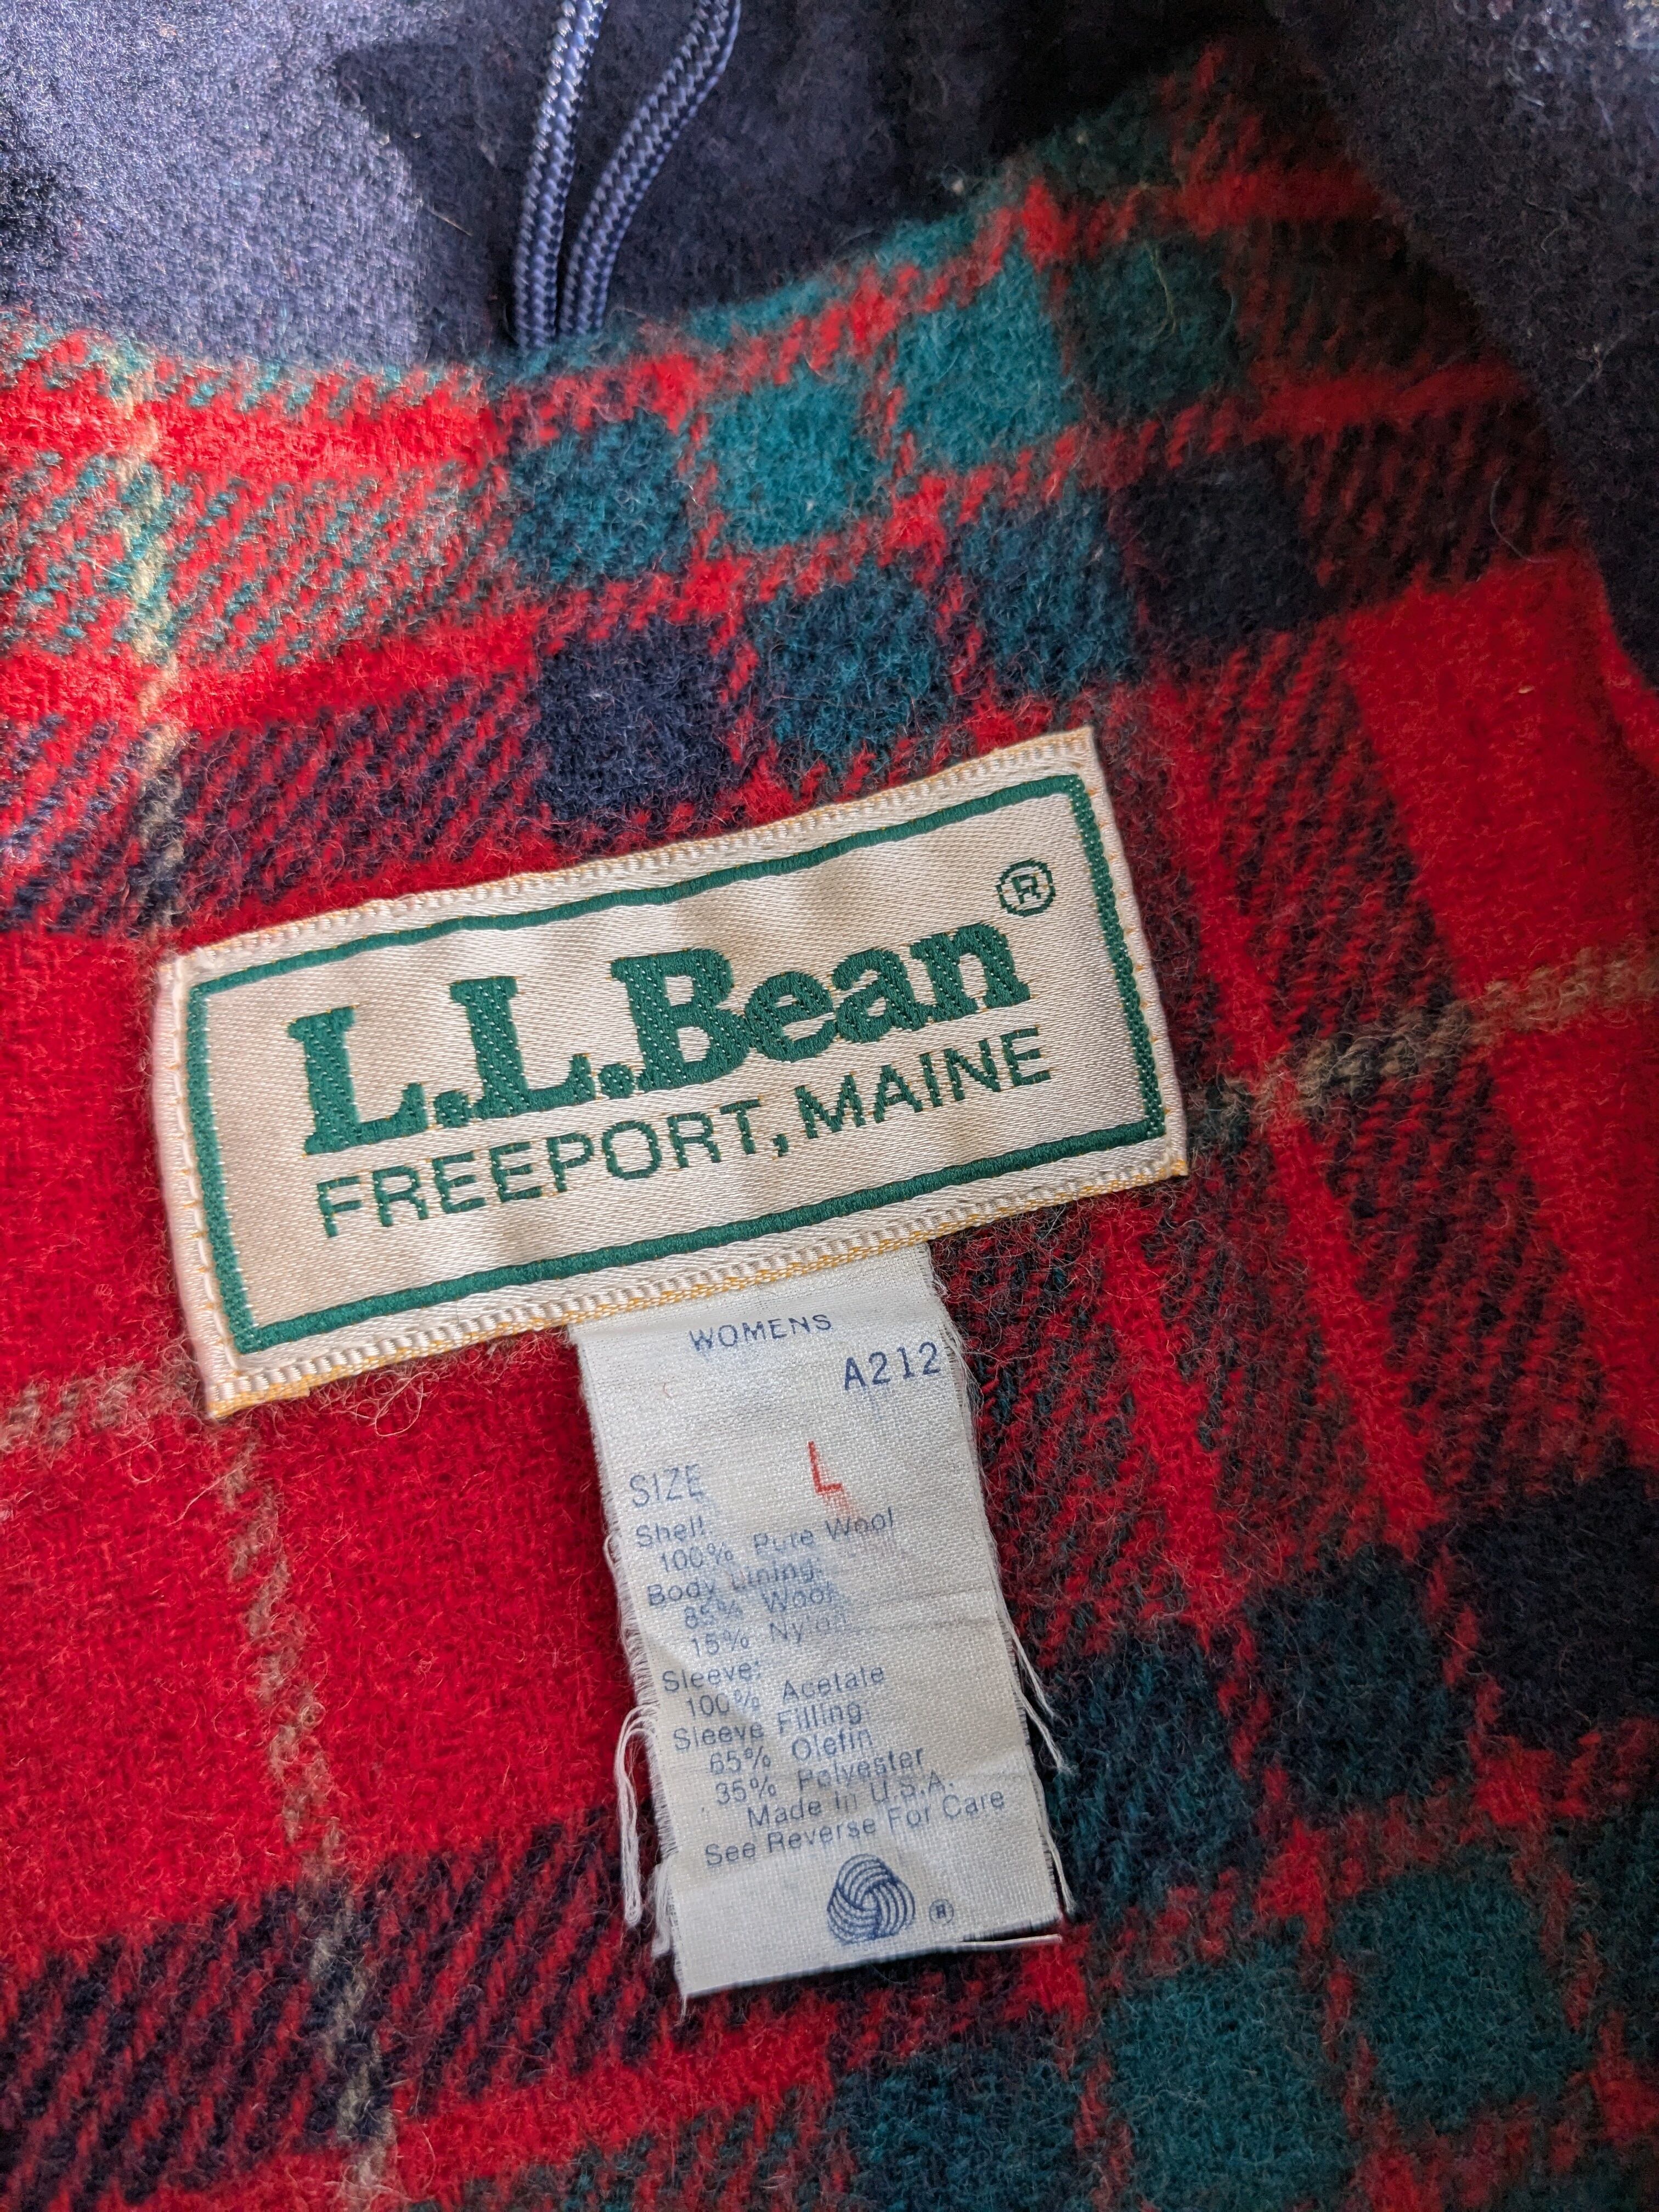 L.L.Bean®
FREEPORT, MAINE
WOMENS
A212
SIZE L
Shell:
100% Pure Wool
Body Lining:
85% Wool
15% Nylon
Sleeve:
100% Acetate
Sleeve Filling:
65% Olefin
35% Polyester
Made in U.S.A.
See Reverse For Care
®